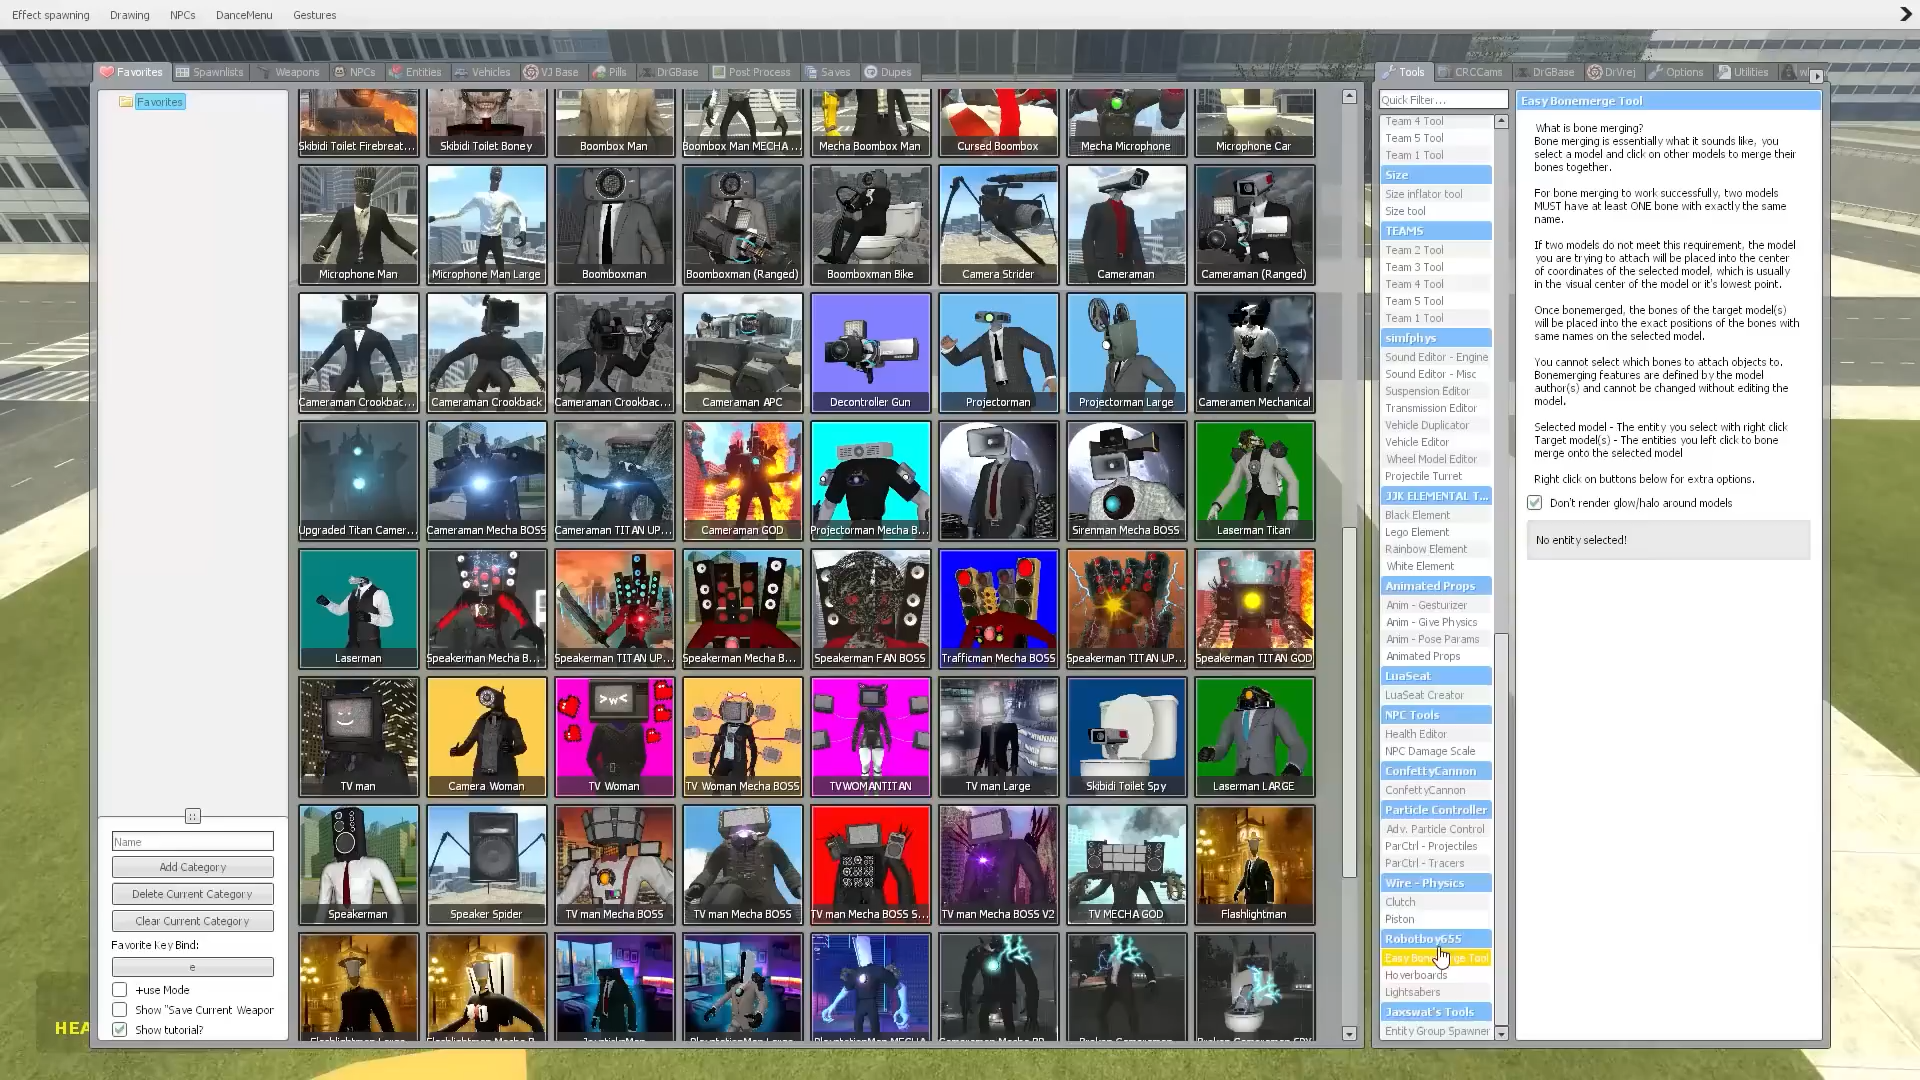 Effect spawning Drawing NPCs DanceMenu Gestures
Favorites Spawnlists Weapons NPCs Entities Vehicles VJ Base Pills DrGBase Post Process Saves Dupes
Favorites
Skibidi Toilet Firebreat... Skibidi Toilet Boney Boombox Man Boombox Man MECHA ... Mecha Boombox Man Cursed Boombox Mecha Microphone Microphone Car
Microphone Man Microphone Man Large Boomboxman Boomboxman (Ranged) Boomboxman Bike Camera Strider Cameraman Cameraman (Ranged)
Cameraman Crookbac... Cameraman Crookback Cameraman Crookbac... Cameraman APC Decontroller Gun Projectorman Projectorman Large Cameramen Mechanical
Upgraded Titan Camer... Cameraman Mecha BOSS Cameraman TITAN UP... Cameraman GOD Projectorman Mecha B... Sirenman Mecha BOSS Laserman Titan
Laserman Speakerman Mecha B... Speakerman TITAN UP... Speakerman Mecha B... Speakerman FAN BOSS Trafficman Mecha BOSS Speakerman TITAN UP... Speakerman TITAN GOD
TV man Camera Woman TV Woman TV Woman Mecha BOSS TVWOMANTITAN TV man Large Skibidi Toilet Spy Laserman LARGE
Speakerman Speaker Spider TV man Mecha BOSS TV man Mecha BOSS TV man Mecha BOSS S... TV man Mecha BOSS V2 TV MECHA GOD Flashlightman
Name
Add Category
Delete Current Category
Clear Current Category
Favorite Key Bind:
e
+use Mode
Show "Save Current Weapon
Show tutorial?
HEA
Tools CRCCams DrGBase DrVrej Options Utilities
Quick Filter...
Team 4 Tool
Team 5 Tool
Team 1 Tool
Size
Size inflator tool
Size tool
TEAMS
Team 2 Tool
Team 3 Tool
Team 4 Tool
Team 5 Tool
Team 1 Tool
simfphys
Sound Editor - Engine
Sound Editor - Misc
Suspension Editor
Transmission Editor
Vehicle Duplicator
Vehicle Editor
Wheel Model Editor
Projectile Turret
JJK ELEMENTAL T...
Black Element
Lego Element
Rainbow Element
White Element
Animated Props
Anim - Gesturizer
Anim - Give Physics
Anim - Pose Params
Animated Props
LuaSeat
LuaSeat Creator
NPC Tools
Health Editor
NPC Damage Scale
ConfettyCannon
ConfettyCannon
Particle Controller
Adv. Particle Control
ParCtrl - Projectiles
ParCtrl - Tracers
Wire - Physics
Clutch
Piston
Robotboy655
Easy Bonemerge Tool
Hoverboards
Lightsabers
Jaxswat's Tools
Entity Group Spawner
Easy Bonemerge Tool
What is bone merging?
Bone merging is essentially what it sounds like, you
select a model and click on other models to merge their
bones together.
For bone merging to work successfully, two models
MUST have at least ONE bone with exactly the same
name.
If two models do not meet this requirement, the model
you are trying to attach will be placed into the center
of coordinates of the selected model, which is usually
in the visual center of the model or it's lowest point.
Once bonemerged, the bones of the target model(s)
will be placed into the exact positions of the bones with
same names on the selected model.
You cannot select which bones to attach objects to.
Bonemerging features are defined by the model
author(s) and cannot be changed without editing the
model.
Selected model - The entity you select with right click
Target model(s) - The entities you left click to bone
merge onto the selected model
Right click on buttons below for extra options.
Don't render glow/halo around models
No entity selected!